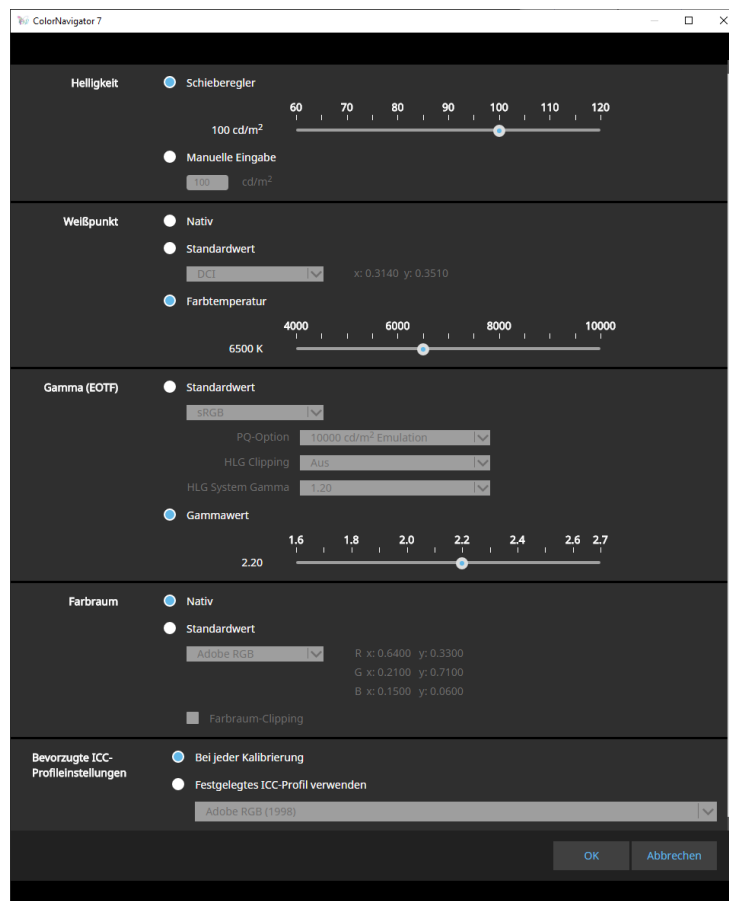 ColorNavigator 7
Helligkeit
Schieberegler
60 70 80 90 100 110 120
100 cd/m²
Manuelle Eingabe
100 cd/m²
Weißpunkt
Nativ
Standardwert
DCI x: 0.3140 y: 0.3510
Farbtemperatur
4000 6000 8000 10000
6500 K
Gamma (EOTF)
Standardwert
sRGB
PQ-Option 10000 cd/m² Emulation
HLG Clipping Aus
HLG System Gamma 1.20
Gammawert
1.6 1.8 2.0 2.2 2.4 2.6 2.7
2.20
Farbraum
Nativ
Standardwert
Adobe RGB R x: 0.6400 y: 0.3300
G x: 0.2100 y: 0.7100
B x: 0.1500 y: 0.0600
Farbraum-Clipping
Bevorzugte ICC-
Profileinstellungen
Bei jeder Kalibrierung
Festgelegtes ICC-Profil verwenden
Adobe RGB (1998)
OK Abbrechen